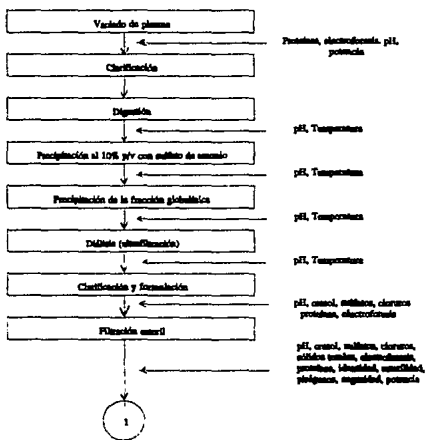 Vaciado de plasma
Proteínas, electroforesis, pH,
potencia
Clarificación
Digestión
pH, Temperatura
Precipitación al 10% p/v con sulfato de amonio
pH, Temperatura
Precipitación de la fracción globulínica
pH, Temperatura
Diálisis (ultrafiltración)
pH, Temperatura
Clarificación y formulación
pH, cresol, sulfatos, cloruros
proteínas, electroforesis
Filtración estéril
pH, cresol, sulfatos, cloruros,
sólidos totales, electroforesis,
proteínas, identidad, esterilidad,
pirógenos, seguridad, potencia
1